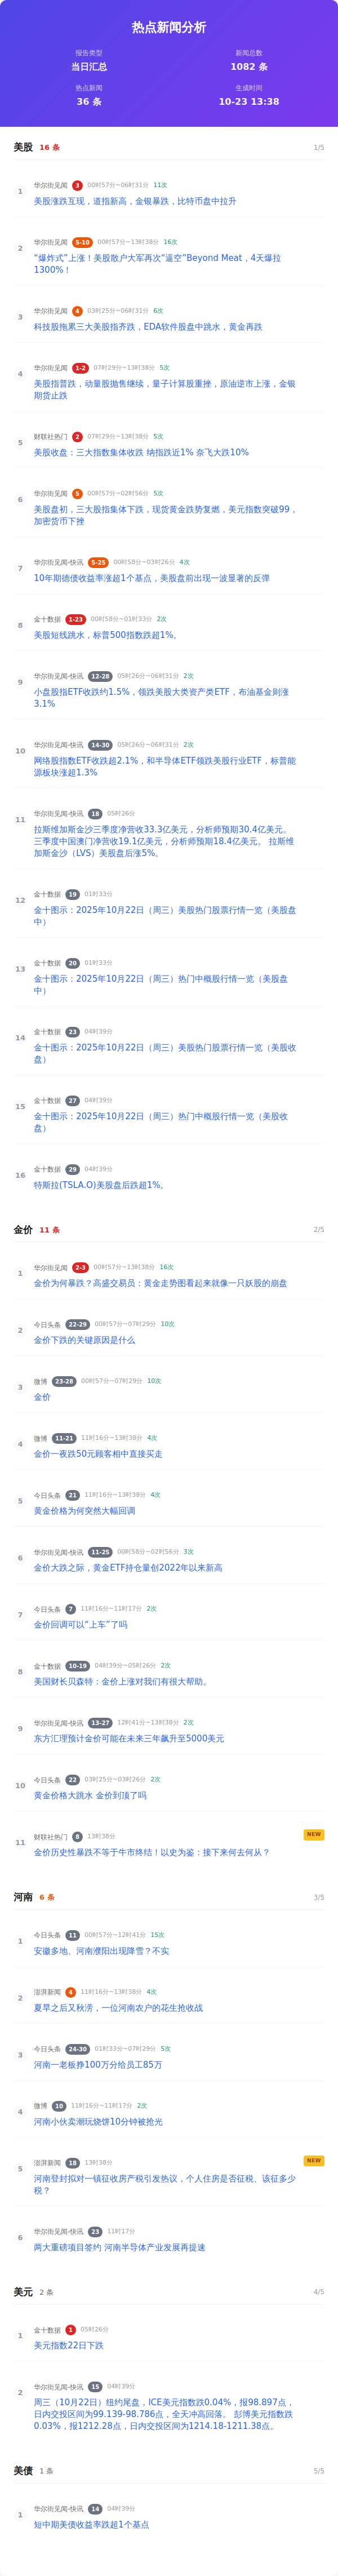 热点新闻分析
报告类型
新闻总数
当日汇总
1082 条
热点新闻
生成时间
36 条
10-23 13:38
美股 16 条 1/5
1 华尔街见闻 3 00时57分~06时31分 11次
美股涨跌互现，道指新高，金银暴跌，比特币盘中拉升
2 华尔街见闻 5-10 00时57分~13时38分 16次
“爆炸式”上涨！美股散户大军再次“逼空”Beyond Meat，4天爆拉
1300%！
3 华尔街见闻 4 03时25分~06时31分 6次
科技股拖累三大美股指齐跌，EDA软件股盘中跳水，黄金再跌
4 华尔街见闻 1-2 07时29分~13时38分 5次
美股指普跌，动量股抛售继续，量子计算股重挫，原油逆市上涨，金银
期货止跌
5 财联社热门 2 07时29分~13时38分 5次
美股收盘：三大指数集体收跌 纳指跌近1% 奈飞大跌10%
6 华尔街见闻 5 00时57分~02时56分 5次
美股盘初，三大股指集体下跌，现货黄金跌势复燃，美元指数突破99，
加密货币下挫
7 华尔街见闻-快讯 5-25 00时58分~03时26分 4次
10年期德债收益率涨超1个基点，美股盘前出现一波显著的反弹
8 金十数据 1-23 00时58分~01时33分 2次
美股短线跳水，标普500指数跌超1%。
9 华尔街见闻-快讯 12-28 05时26分~06时31分 2次
小盘股指ETF收跌约1.5%，领跌美股大类资产类ETF，布油基金则涨
3.1%
10 华尔街见闻-快讯 14-30 05时26分~06时31分 2次
网络股指数ETF收跌超2.1%，和半导体ETF领跌美股行业ETF，标普能
源板块涨超1.3%
11 华尔街见闻-快讯 18 05时26分
拉斯维加斯金沙三季度净营收33.3亿美元，分析师预期30.4亿美元。
三季度中国澳门净营收19.1亿美元，分析师预期18.4亿美元。 拉斯维
加斯金沙（LVS）美股盘后涨5%。
12 金十数据 19 01时33分
金十图示：2025年10月22日（周三）美股热门股票行情一览（美股盘
中）
13 金十数据 20 01时33分
金十图示：2025年10月22日（周三）热门中概股行情一览（美股盘
中）
14 金十数据 23 04时39分
金十图示：2025年10月22日（周三）美股热门股票行情一览（美股收
盘）
15 金十数据 27 04时39分
金十图示：2025年10月22日（周三）热门中概股行情一览（美股收
盘）
16 金十数据 29 04时39分
特斯拉(TSLA.O)美股盘后跌超1%。
金价 11 条 2/5
1 华尔街见闻 2-3 00时57分~13时38分 16次
金价为何暴跌？高盛交易员：黄金走势图看起来就像一只妖股的崩盘
2 今日头条 22-29 00时57分~07时29分 10次
金价下跌的关键原因是什么
3 微博 23-28 00时57分~07时29分 10次
金价
4 微博 11-21 11时16分~13时38分 4次
金价一夜跌50元顾客相中直接买走
5 今日头条 21 11时16分~13时38分 4次
黄金价格为何突然大幅回调
6 华尔街见闻-快讯 11-25 00时58分~02时56分 3次
金价大跌之际，黄金ETF持仓量创2022年以来新高
7 今日头条 7 11时16分~11时17分 2次
金价回调可以“上车”了吗
8 金十数据 10-19 04时39分~05时26分 2次
美国财长贝森特：金价上涨对我们有很大帮助。
9 华尔街见闻-快讯 13-27 12时41分~13时38分 2次
东方汇理预计金价可能在未来三年飙升至5000美元
10 今日头条 22 03时25分~03时26分 2次
黄金价格大跳水 金价到顶了吗
11 财联社热门 8 13时38分 NEW
金价历史性暴跌不等于牛市终结！以史为鉴：接下来何去何从？
河南 6 条 3/5
1 今日头条 11 00时57分~12时41分 15次
安徽多地、河南濮阳出现降雪？不实
2 澎湃新闻 4 11时16分~13时38分 4次
夏旱之后又秋涝，一位河南农户的花生抢收战
3 今日头条 24-30 01时33分~07时29分 5次
河南一老板挣100万分给员工85万
4 微博 10 11时16分~11时17分 2次
河南小伙卖潮玩烧饼10分钟被抢光
5 澎湃新闻 18 13时38分 NEW
河南登封拟对一镇征收房产税引发热议，个人住房是否征税、该征多少
税？
6 华尔街见闻-快讯 23 11时17分
两大重磅项目签约 河南半导体产业发展再提速
美元 2 条 4/5
1 金十数据 1 05时26分
美元指数22日下跌
2 华尔街见闻-快讯 15 04时39分
周三（10月22日）纽约尾盘，ICE美元指数跌0.04%，报98.897点，
日内交投区间为99.139-98.786点，全天冲高回落。 彭博美元指数跌
0.03%，报1212.28点，日内交投区间为1214.18-1211.38点。
美债 1 条 5/5
1 华尔街见闻-快讯 14 04时39分
短中期美债收益率跌超1个基点